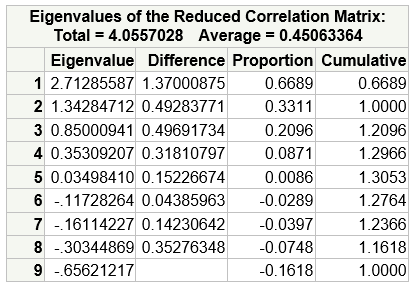 Eigenvalues of the Reduced Correlation Matrix:
Total = 4.0557028 Average = 0.45063364
Eigenvalue Difference Proportion Cumulative
1 2.71285587 1.37000875 0.6689 0.6689
2 1.34284712 0.49283771 0.3311 1.0000
3 0.85000941 0.49691734 0.2096 1.2096
4 0.35309207 0.31810797 0.0871 1.2966
5 0.03498410 0.15226674 0.0086 1.3053
6 -.11728264 0.04385963 -0.0289 1.2764
7 -.16114227 0.14230642 -0.0397 1.2366
8 -.30344869 0.35276348 -0.0748 1.1618
9 -.65621217 -0.1618 1.0000